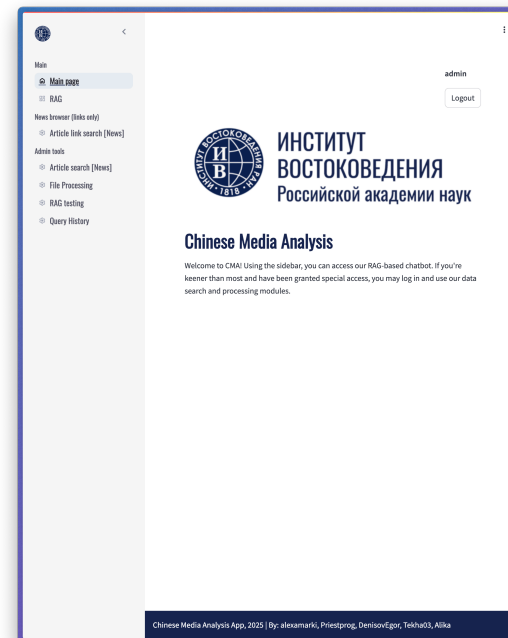 Main
Main page
RAG
News browser (links only)
Article link search [News]
Admin tools
Article search [News]
File Processing
RAG testing
Query History
admin
Logout
ИНСТИТУТ ВОСТОКОВЕДЕНИЯ РАН · 1818 ·
И
В
ИНСТИТУТ
ВОСТОКОВЕДЕНИЯ
Российской академии наук
Chinese Media Analysis
Welcome to CMA! Using the sidebar, you can access our RAG-based chatbot. If you're
keener than most and have been granted special access, you may log in and use our data
search and processing modules.
Chinese Media Analysis App, 2025 | By: alexamarki, Priestprog, DenisovEgor, Tekha03, Alika